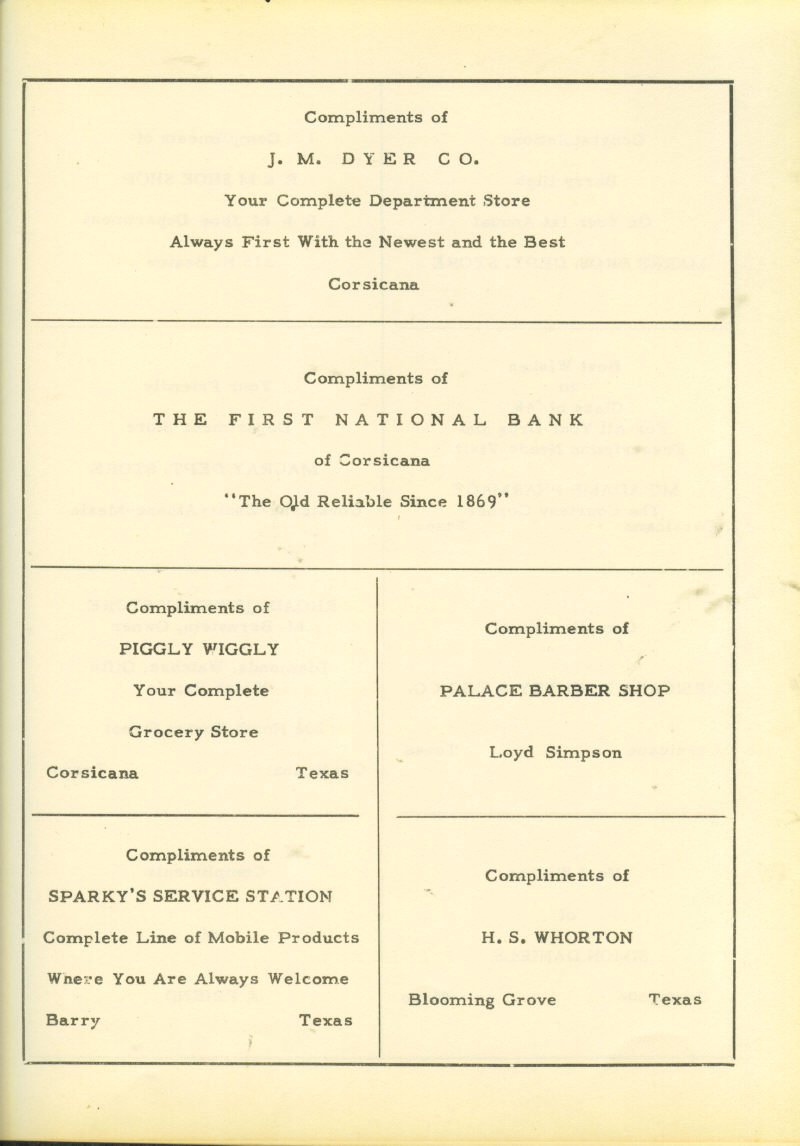 Compliments of
J. M. DYER CO.
Your Complete Department Store
Always First With the Newest and the Best
Corsicana
Compliments of
THE FIRST NATIONAL BANK
of Corsicana
"The Old Reliable Since 1869"
Compliments of
PIGGLY WIGGLY
Your Complete
Grocery Store
Corsicana Texas
Compliments of
PALACE BARBER SHOP
Loyd Simpson
Compliments of
SPARKY'S SERVICE STATION
Complete Line of Mobile Products
Where You Are Always Welcome
Barry Texas
Compliments of
H. S. WHORTON
Blooming Grove Texas